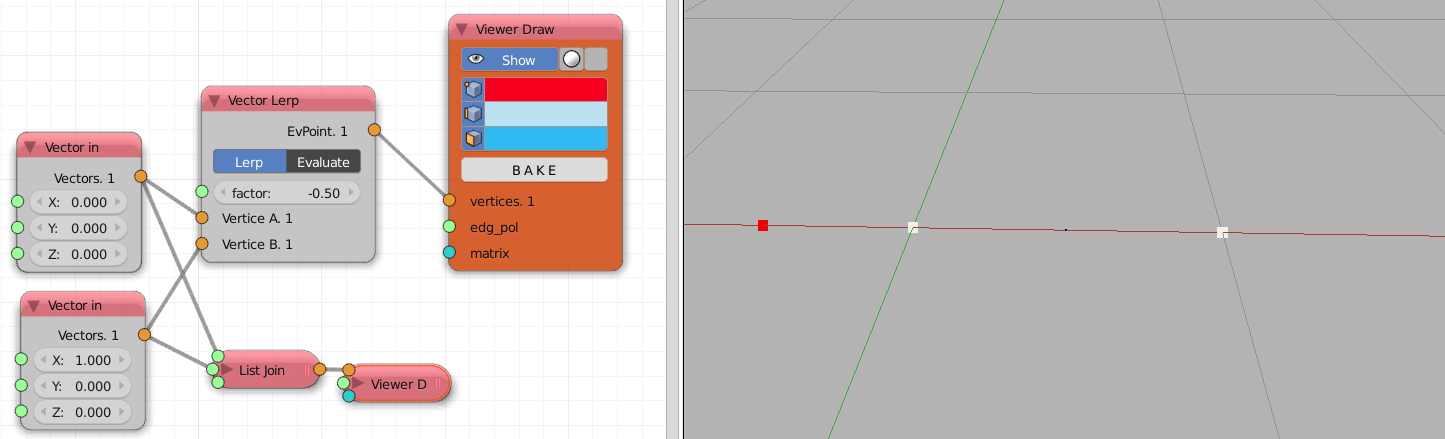 Vector in
Vectors. 1
X: 0.000
Y: 0.000
Z: 0.000
Vector in
Vectors. 1
X: 1.000
Y: 0.000
Z: 0.000
Vector Lerp
EvPoint. 1
Lerp Evaluate
factor: -0.50
Vertice A. 1
Vertice B. 1
List Join
Viewer D
Viewer Draw
Show
BAKE
vertices. 1
edg_pol
matrix